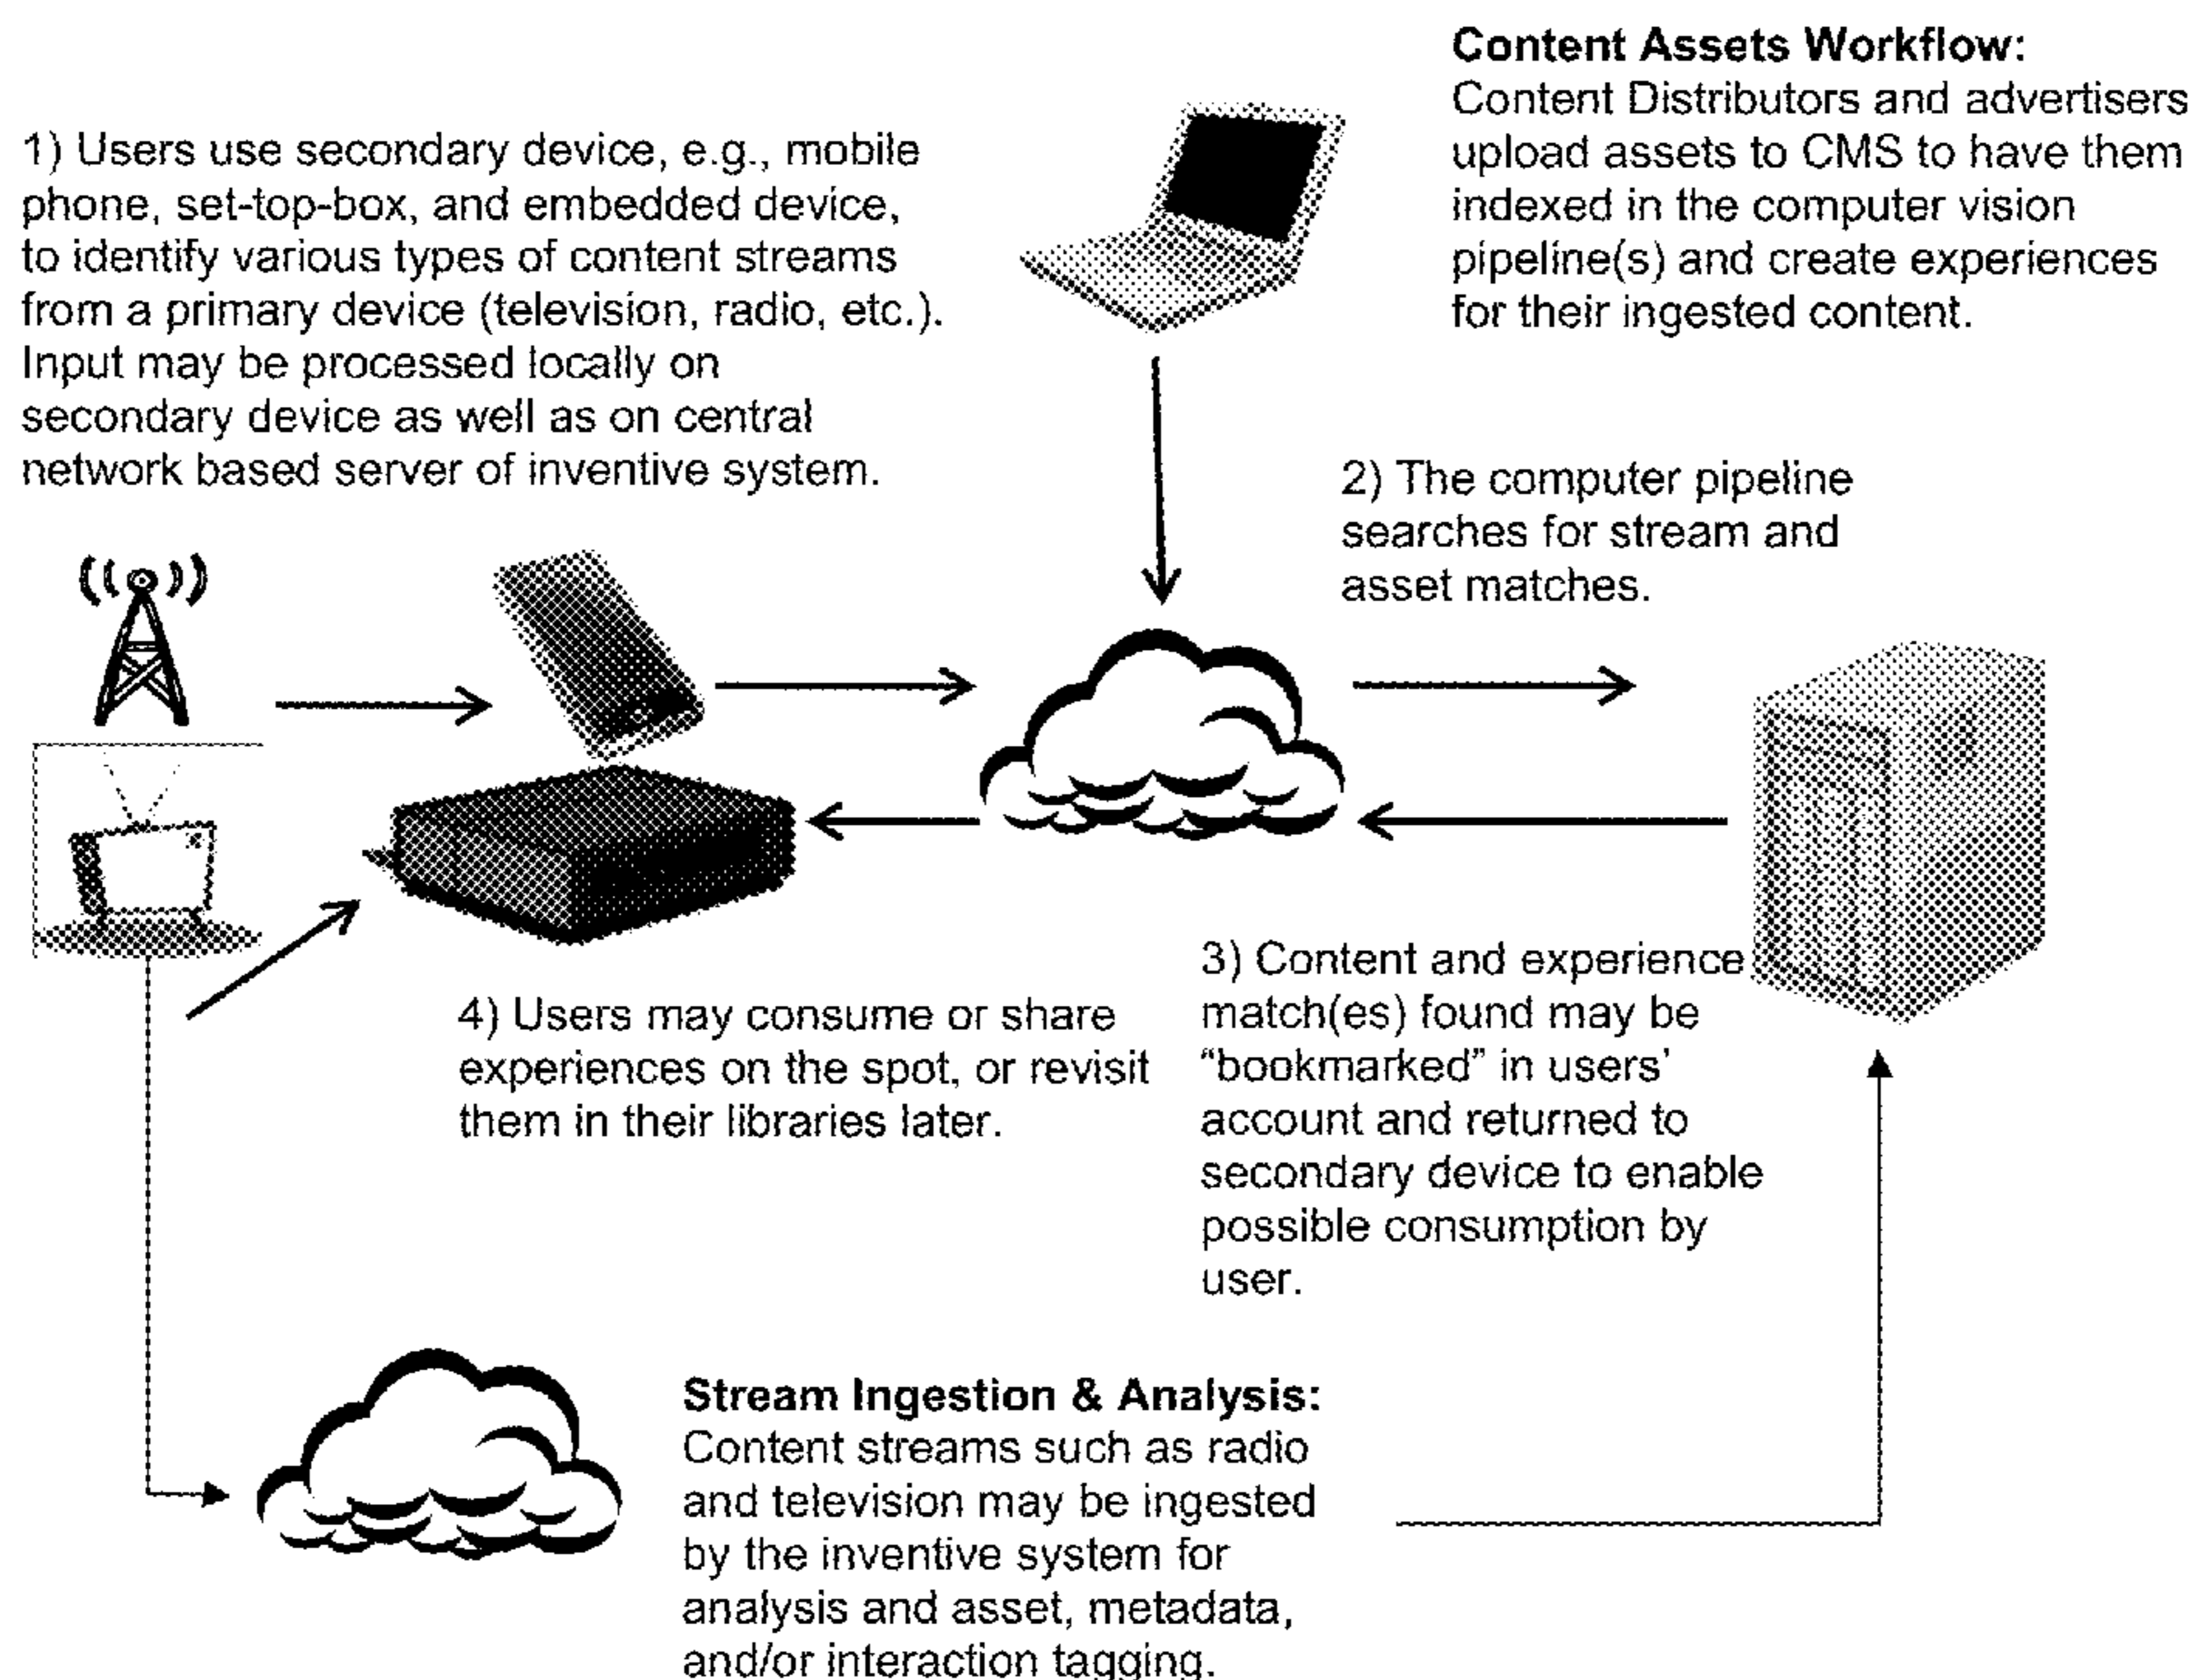 Content Assets Workflow:
Content Distributors and advertisers
upload assets to CMS to have them
indexed in the computer vision
pipeline(s) and create experiences
for their ingested content.
1) Users use secondary device, e.g., mobile
phone, set-top-box, and embedded device,
to identify various types of content streams
from a primary device (television, radio, etc.).
Input may be processed locally on
secondary device as well as on central
network based server of inventive system.
2) The computer pipeline
searches for stream and
asset matches.
3) Content and experience
match(es) found may be
“bookmarked” in users’
account and returned to
secondary device to enable
possible consumption by
user.
4) Users may consume or share
experiences on the spot, or revisit
them in their libraries later.
Stream Ingestion & Analysis:
Content streams such as radio
and television may be ingested
by the inventive system for
analysis and asset, metadata,
and/or interaction tagging.